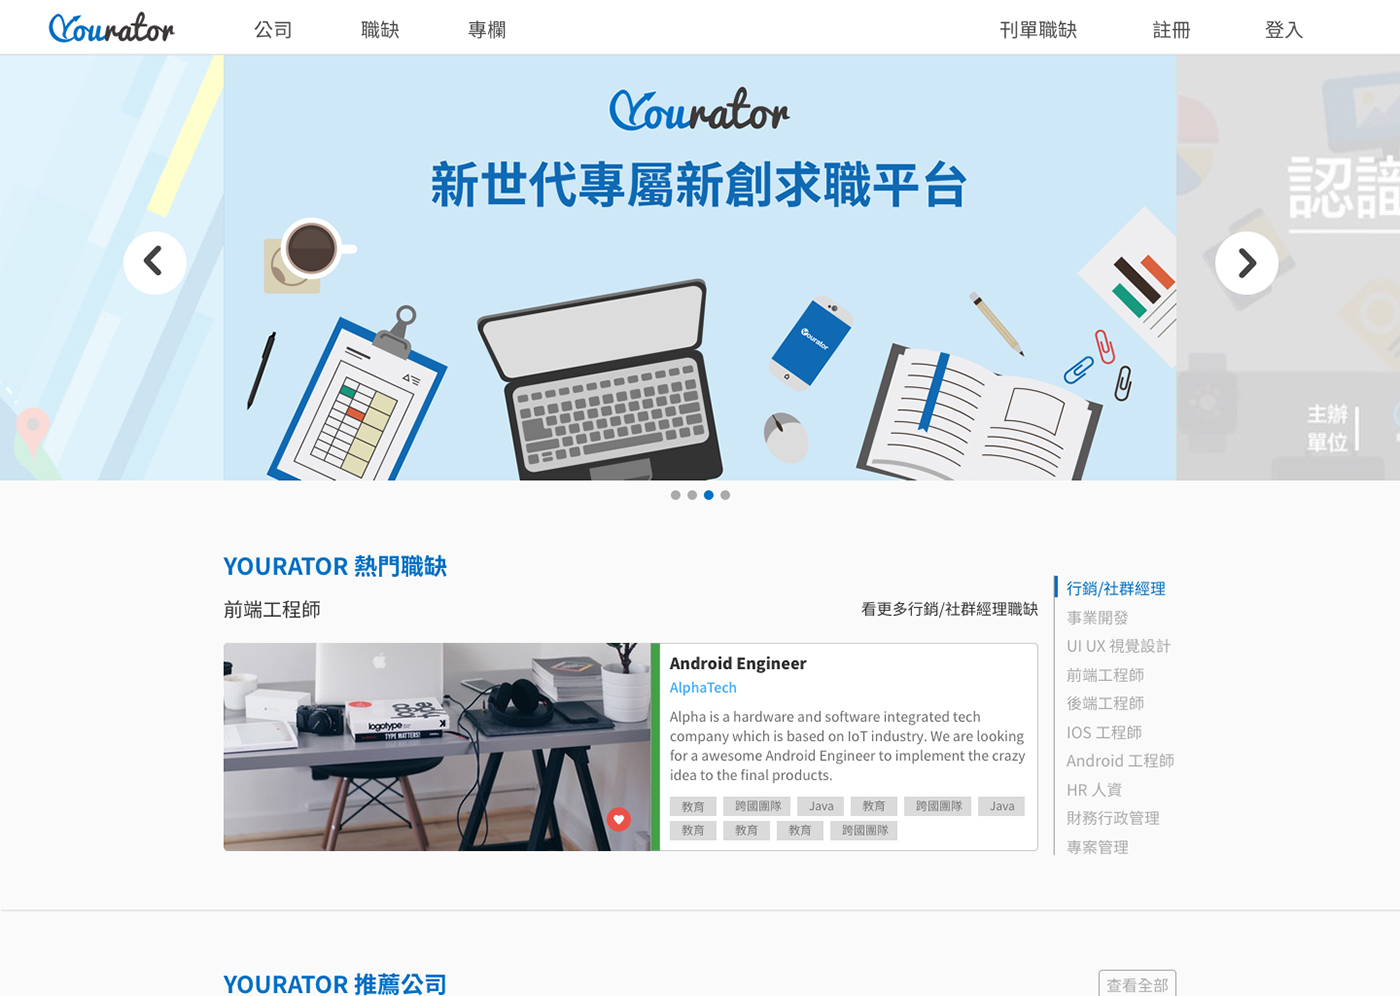 Yourator
公司
職缺
專欄
刊單職缺
註冊
登入
Yourator
新世代專屬新創求職平台
Yourator
認識
主辦
單位
YOURATOR 熱門職缺
前端工程師
看更多行銷/社群經理職缺
logotype
TYPE MATTERS!
Android Engineer
AlphaTech
Alpha is a hardware and software integrated tech
company which is based on IoT industry. We are looking
for a awesome Android Engineer to implement the crazy
idea to the final products.
教育 跨國團隊 Java 教育 跨國團隊 Java
教育 教育 教育 跨國團隊
行銷/社群經理
事業開發
UI UX 視覺設計
前端工程師
後端工程師
IOS 工程師
Android 工程師
HR 人資
財務行政管理
專案管理
YOURATOR 推薦公司
查看全部